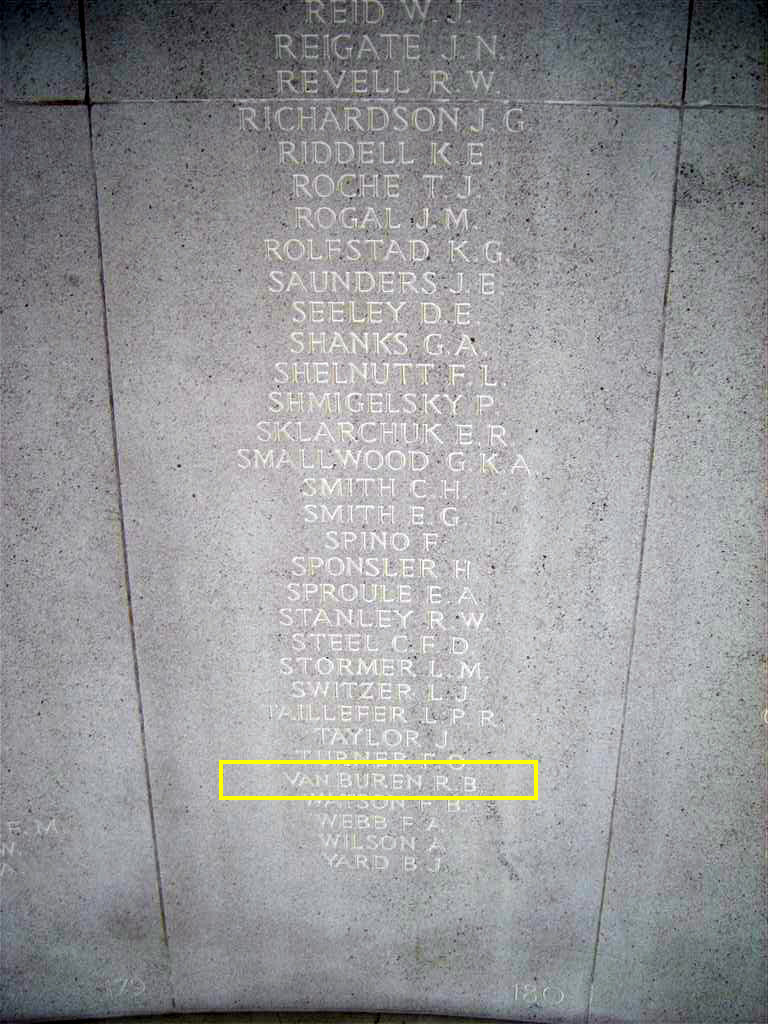 REID W. J.
REIGATE J. N.
REVELL R. W.
RICHARDSON J. G
RIDDELL K. E
ROCHE T. J.
ROGAL J. M.
ROLFSTAD K. G.
SAUNDERS J. E
SEELEY D. E.
SHANKS G. A.
SHELNUTT F. L.
SHMIGELSKY P.
SKLARCHUK E. R
SMALLWOOD G. K. A
SMITH C. H.
SMITH E. G.
SPINO F.
SPONSLER H
SPROULE E. A
STANLEY R. W.
STEEL C. F. D.
STORMER L. M.
SWITZER L. J
TAILLEFER L. P. R.
TAYLOR J
TURNER F. G.
VAN BUREN R. B
WATSON F. B.
WEBB F. A
WILSON A
YARD B. J
E. M.
W.
A
179
180